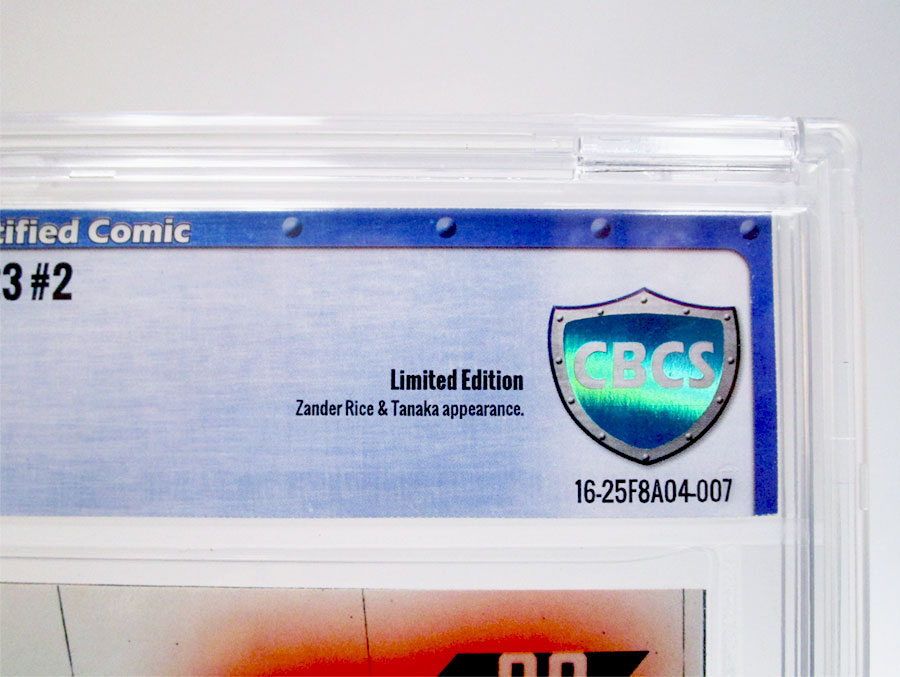 tified Comic
3 #2
Limited Edition
Zander Rice & Tanaka appearance.
CBCS
16-25F8A04-007